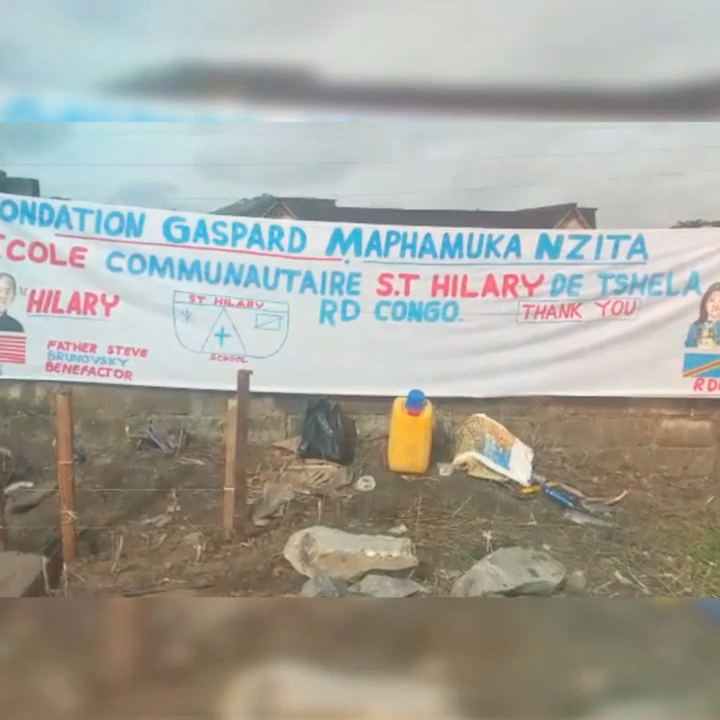 ONDATION GASPARD MAPHAMUKA NZITA
ECOLE COMMUNAUTAIRE S.T HILARY DE TSHELA
RD CONGO.
THANK YOU
HILARY
ST HILARY
SCHOOL
FATHER STEVE
BRUNOVSKY
BENEFACTOR
RD